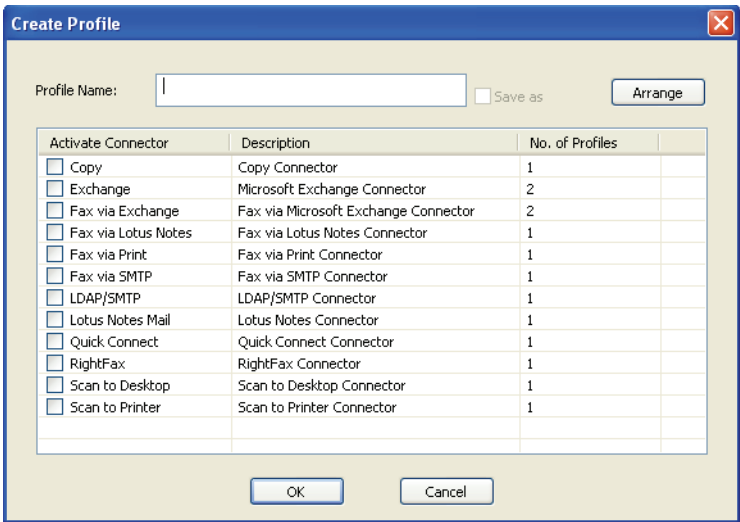 Create Profile
Profile Name: Save as Arrange
Activate Connector Description No. of Profiles
Copy Copy Connector 1
Exchange Microsoft Exchange Connector 2
Fax via Exchange Fax via Microsoft Exchange Connector 2
Fax via Lotus Notes Fax via Lotus Notes Connector 1
Fax via Print Fax via Print Connector 1
Fax via SMTP Fax via SMTP Connector 1
LDAP/SMTP LDAP/SMTP Connector 1
Lotus Notes Mail Lotus Notes Connector 1
Quick Connect Quick Connect Connector 1
RightFax RightFax Connector 1
Scan to Desktop Scan to Desktop Connector 1
Scan to Printer Scan to Printer Connector 1
OK Cancel